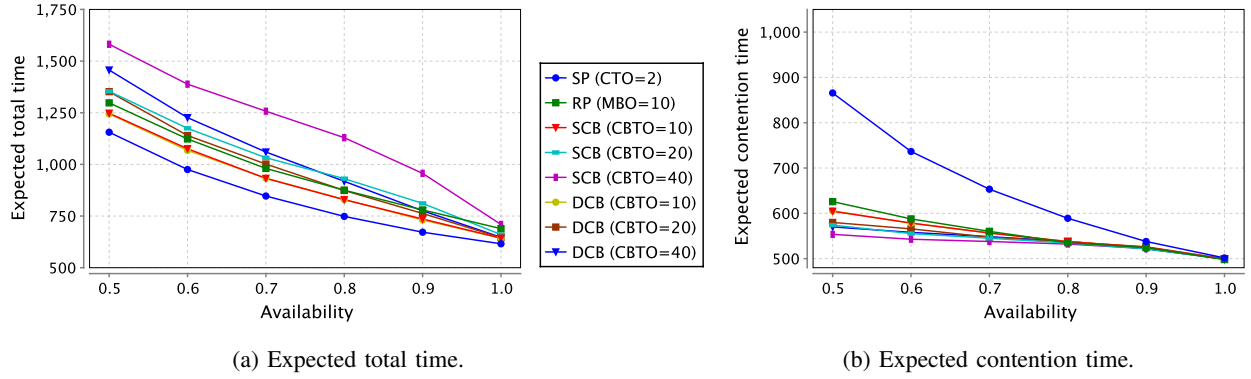 1,750
1,500
1,250
1,000
750
500
Expected total time
0.5 0.6 0.7 0.8 0.9 1.0
Availability
SP (CTO=2)
RP (MBO=10)
SCB (CBTO=10)
SCB (CBTO=20)
SCB (CBTO=40)
DCB (CBTO=10)
DCB (CBTO=20)
DCB (CBTO=40)
1,000
900
800
700
600
500
Expected contention time
0.5 0.6 0.7 0.8 0.9 1.0
Availability
(a) Expected total time.
(b) Expected contention time.